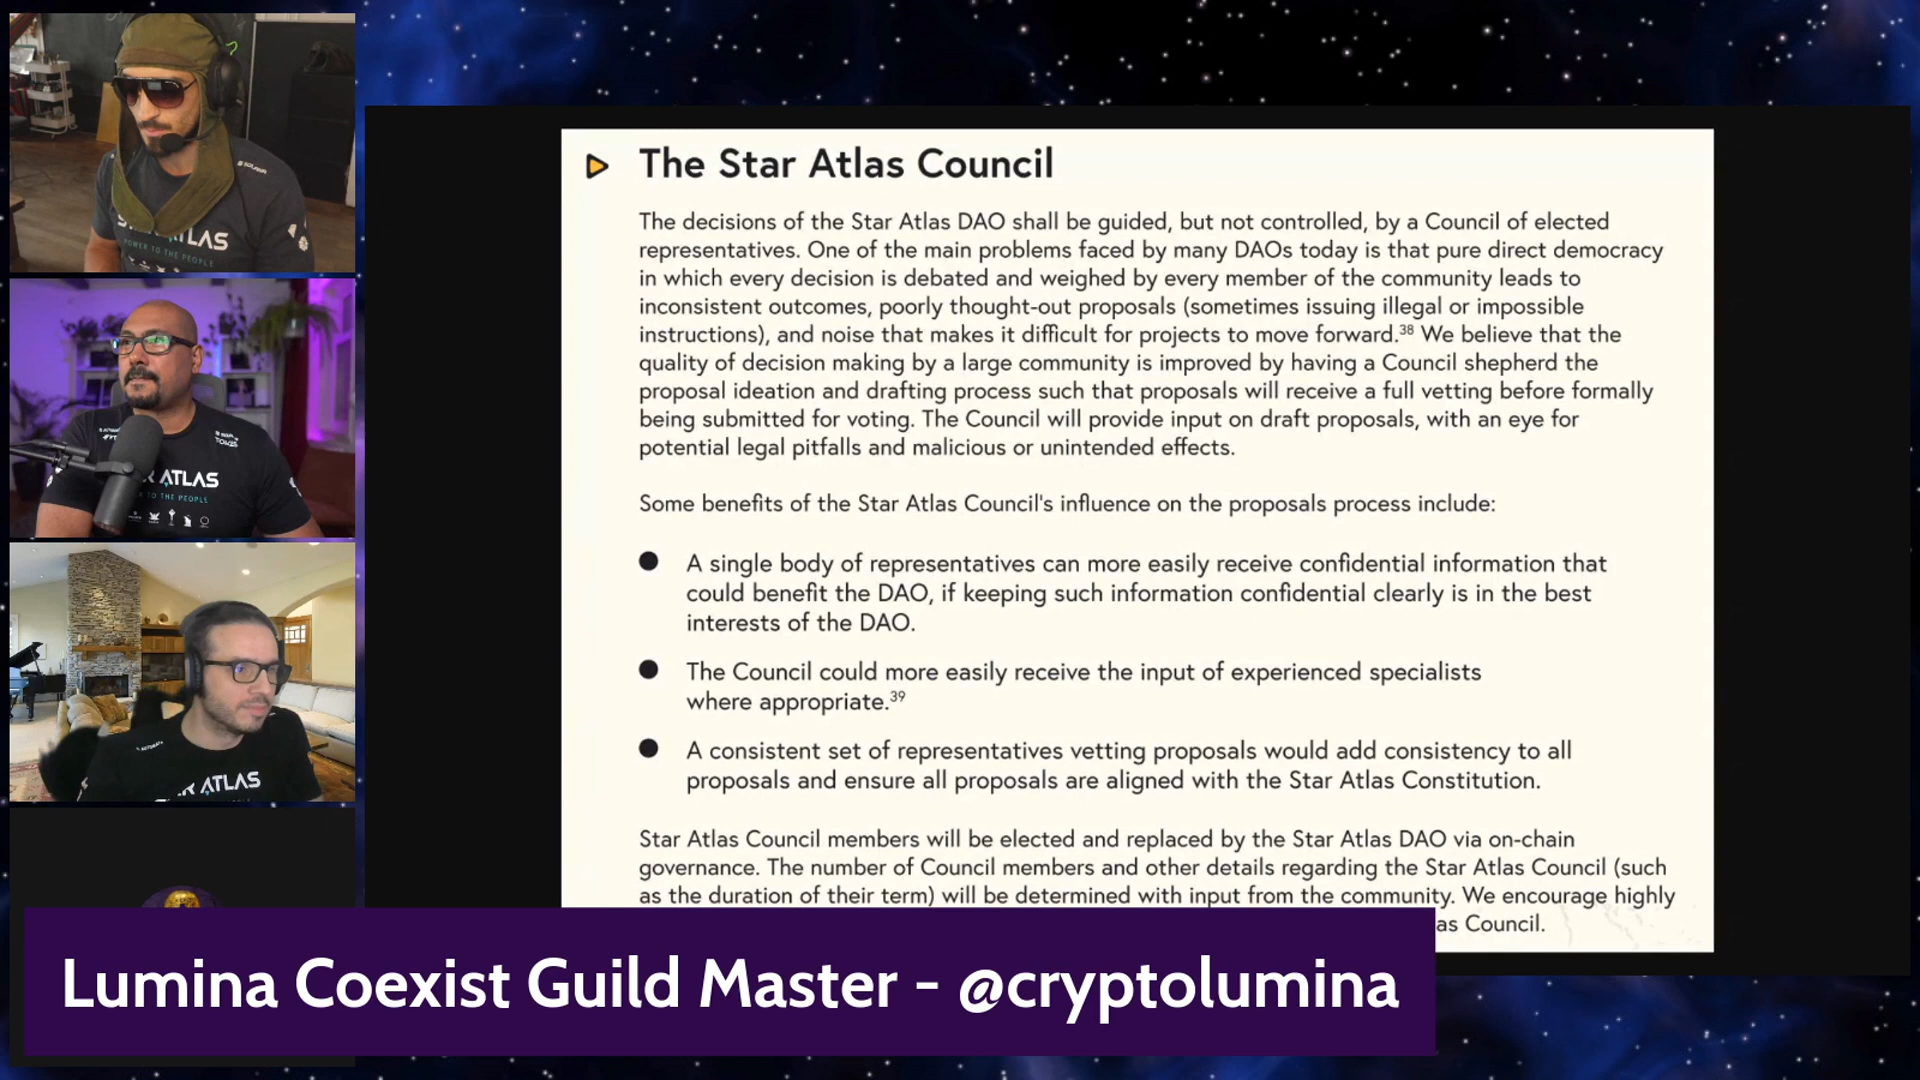 The Star Atlas Council
The decisions of the Star Atlas DAO shall be guided, but not controlled, by a Council of elected
representatives. One of the main problems faced by many DAOs today is that pure direct democracy
in which every decision is debated and weighed by every member of the community leads to
inconsistent outcomes, poorly thought-out proposals (sometimes issuing illegal or impossible
instructions), and noise that makes it difficult for projects to move forward.38 We believe that the
quality of decision making by a large community is improved by having a Council shepherd the
proposal ideation and drafting process such that proposals will receive a full vetting before formally
being submitted for voting. The Council will provide input on draft proposals, with an eye for
potential legal pitfalls and malicious or unintended effects.
Some benefits of the Star Atlas Council's influence on the proposals process include:
● A single body of representatives can more easily receive confidential information that
could benefit the DAO, if keeping such information confidential clearly is in the best
interests of the DAO.
● The Council could more easily receive the input of experienced specialists
where appropriate.39
● A consistent set of representatives vetting proposals would add consistency to all
proposals and ensure all proposals are aligned with the Star Atlas Constitution.
Star Atlas Council members will be elected and replaced by the Star Atlas DAO via on-chain
governance. The number of Council members and other details regarding the Star Atlas Council (such
as the duration of their term) will be determined with input from the community. We encourage highly
as Council.
Lumina Coexist Guild Master - @cryptolumina
ATLAS
POWER TO THE PEOPLE
ATLAS
TO THE PEOPLE
ATLAS